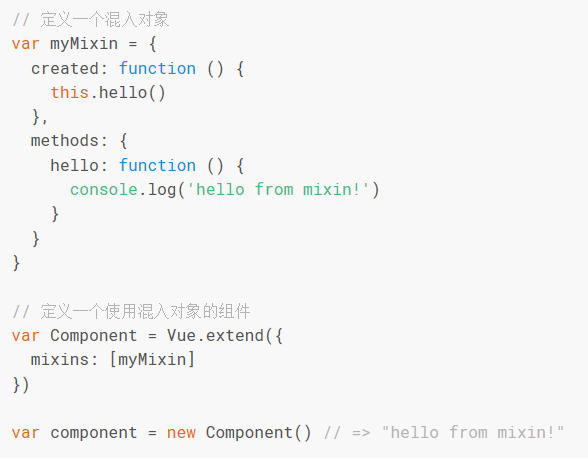 // 定义一个混入对象
var myMixin = {
  created: function () {
    this.hello()
  },
  methods: {
    hello: function () {
      console.log('hello from mixin!')
    }
  }
}

// 定义一个使用混入对象的组件
var Component = Vue.extend({
  mixins: [myMixin]
})

var component = new Component() // => "hello from mixin!"